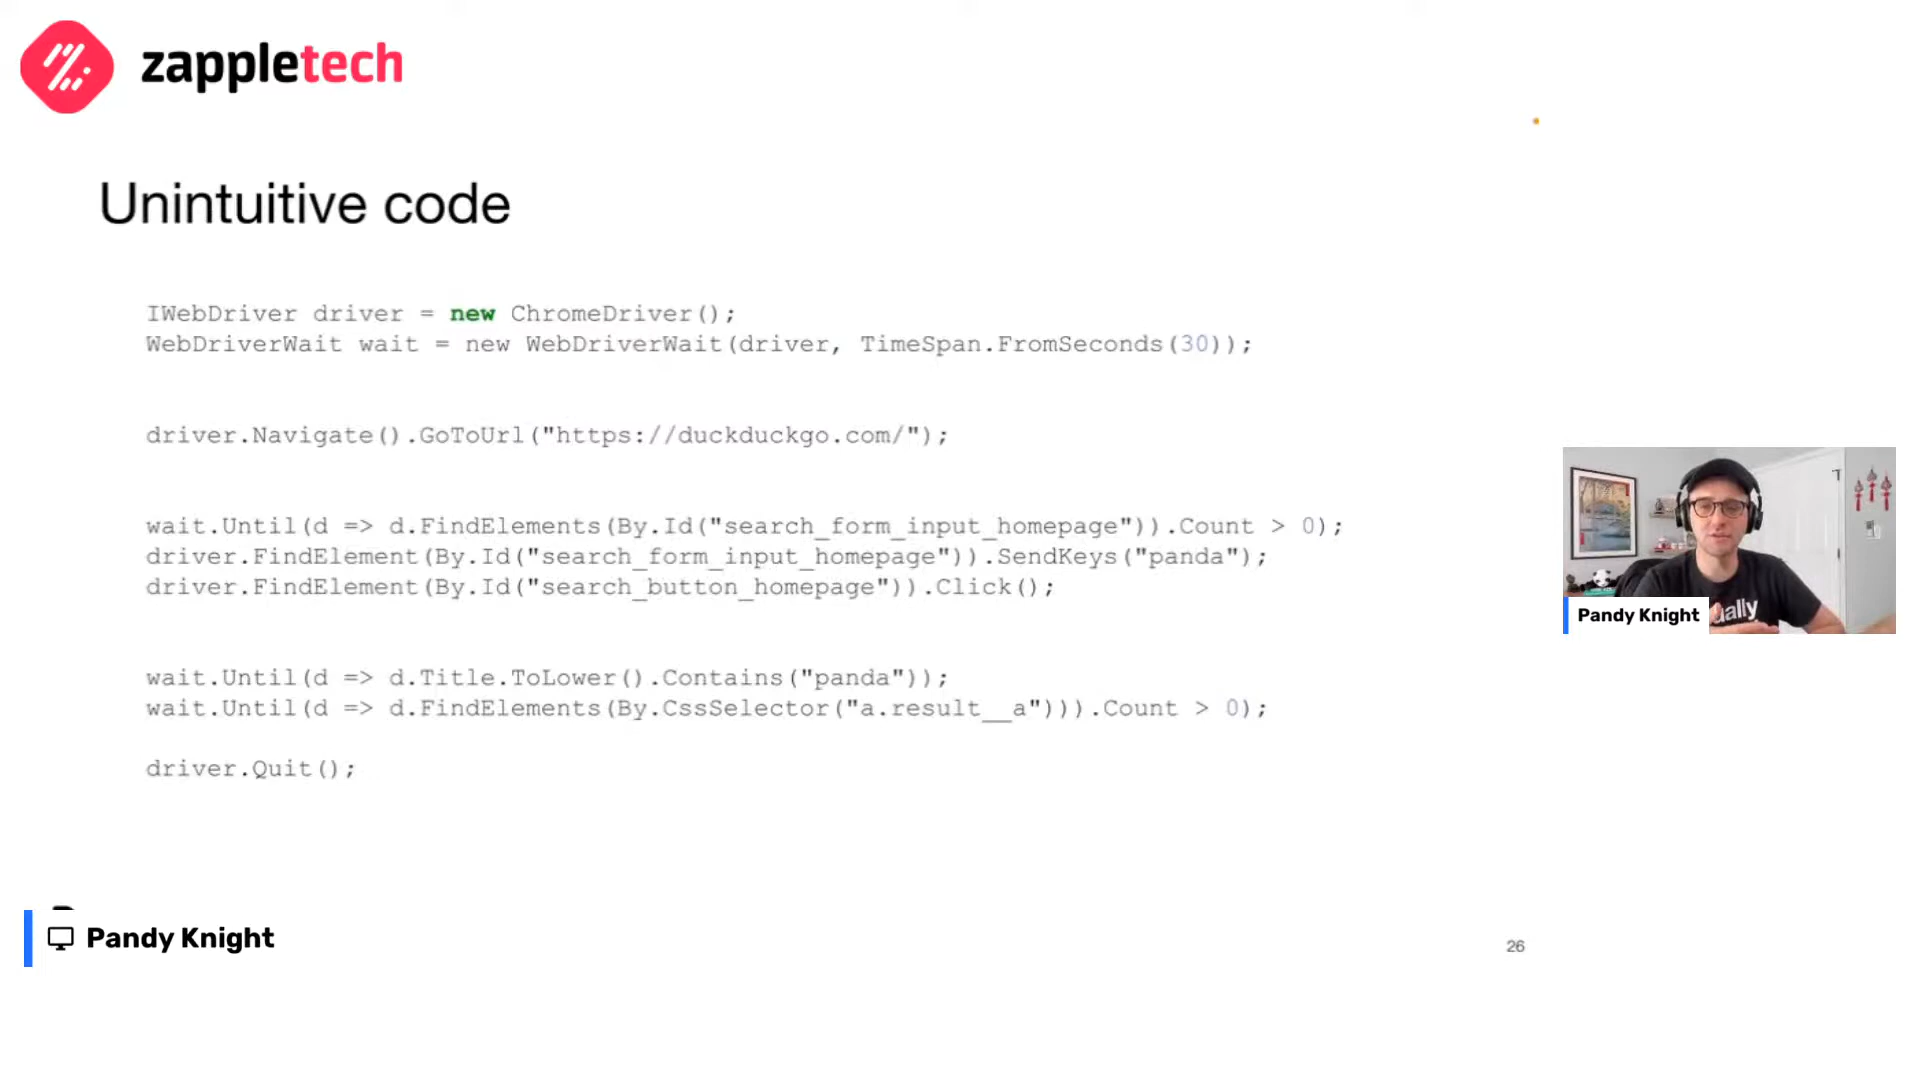 zappletech
Unintuitive code
IWebDriver driver = new ChromeDriver();
WebDriverWait wait = new WebDriverWait(driver, TimeSpan.FromSeconds(30));
driver.Navigate().GoToUrl("https://duckduckgo.com/");
wait.Until(d => d.FindElements(By.Id("search_form_input_homepage")).Count > 0);
driver.FindElement(By.Id("search_form_input_homepage")).SendKeys("panda");
driver.FindElement(By.Id("search_button_homepage")).Click();
wait.Until(d => d.Title.ToLower().Contains("panda"));
wait.Until(d => d.FindElements(By.CssSelector("a.result__a"))).Count > 0);
driver.Quit();
Pandy Knight
Pandy Knight
26